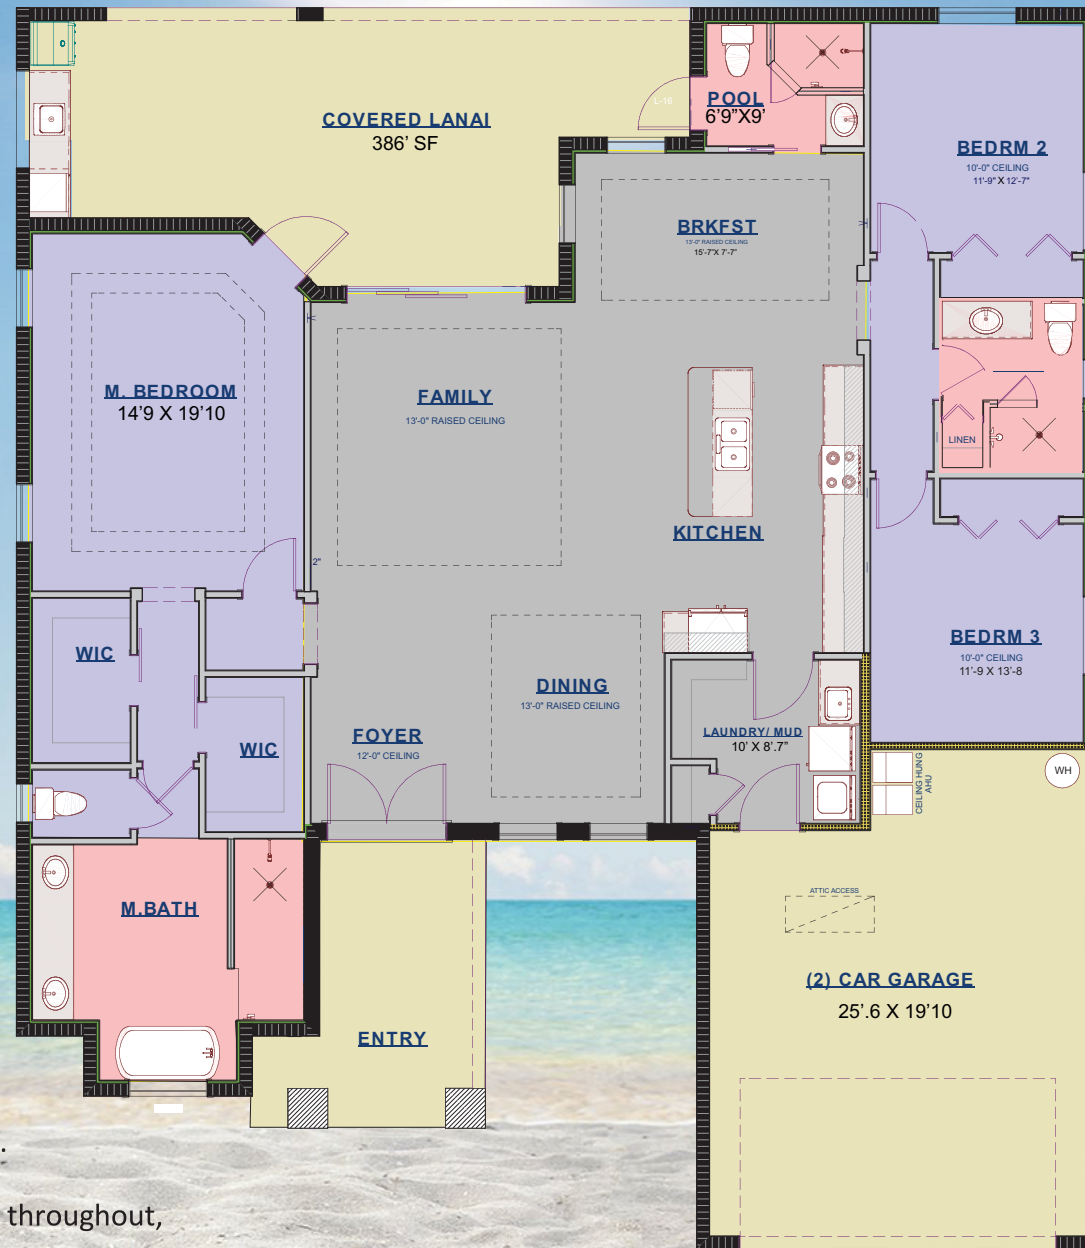 COVERED LANAI
386' SF
L-16
POOL
6'9"X9'
BEDRM 2
10'-0" CEILING
11'-9" X 12'-7"
BRKFST
13'-0" RAISED CEILING
15'-7"X 7'-7"
M. BEDROOM
14'9 X 19'10
FAMILY
13'-0" RAISED CEILING
LINEN
KITCHEN
2"
WIC
BEDRM 3
10'-0" CEILING
11'-9 X 13'-8
DINING
13'-0" RAISED CEILING
FOYER
12'-0" CEILING
WIC
LAUNDRY/ MUD
10' X 8'.7"
CEILING HUNG
AHU
WH
ATTIC ACCESS
M.BATH
(2) CAR GARAGE
25'.6 X 19'10
ENTRY
.
throughout,